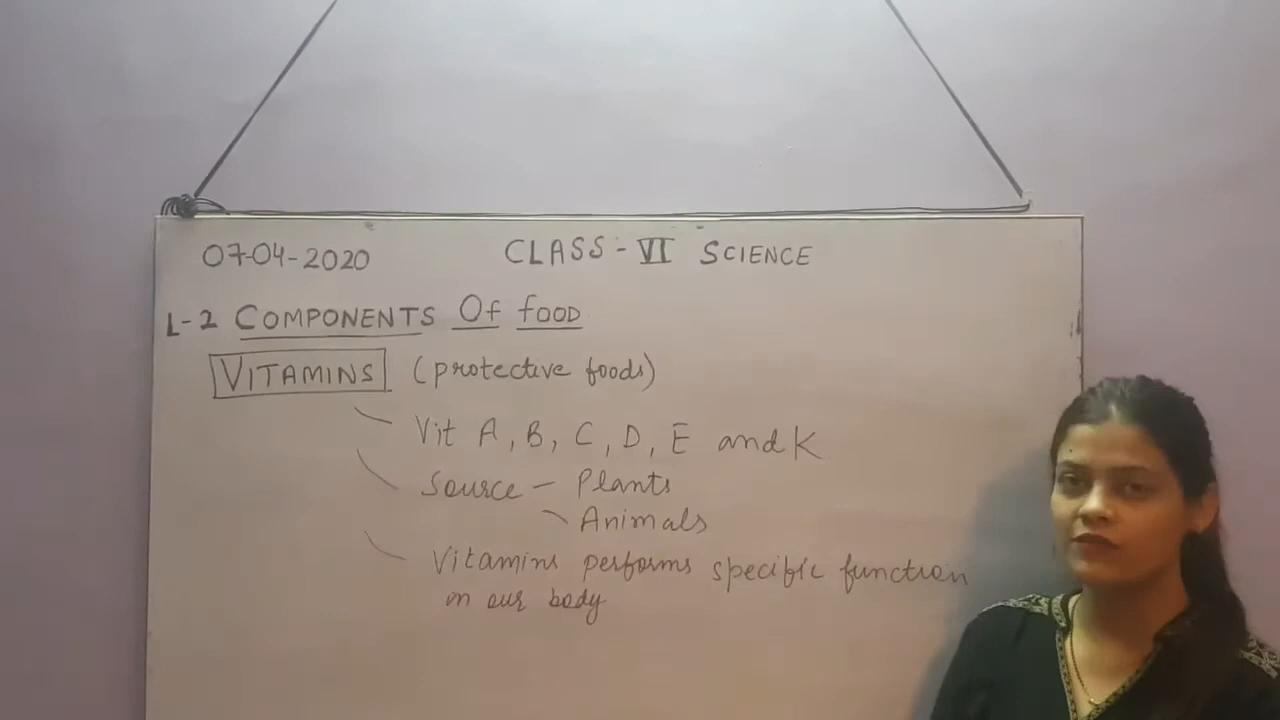 07-04-2020 CLASS - VI SCIENCE
L-2 COMPONENTS Of fOOD
VITAMINS (protective foods)
Vit A, B, C, D, E and K
Source - Plants
Animals
Vitamins performs specific function
in our body